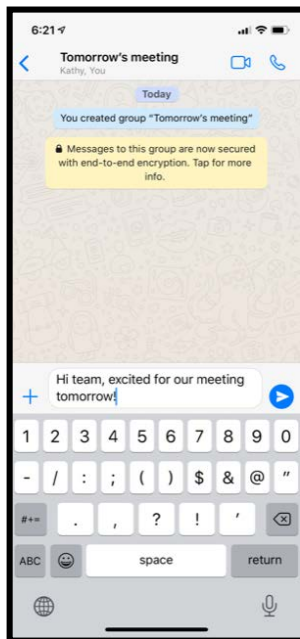 6:21
Tomorrow's meeting
Kathy, You
Today
You created group "Tomorrow's meeting"
Messages to this group are now secured
with end-to-end encryption. Tap for more
info.
Hi team, excited for our meeting
tomorrow!
1 2 3 4 5 6 7 8 9 0
- / : ; ( ) $ & @ "
#+= . , ? ! '
ABC space return